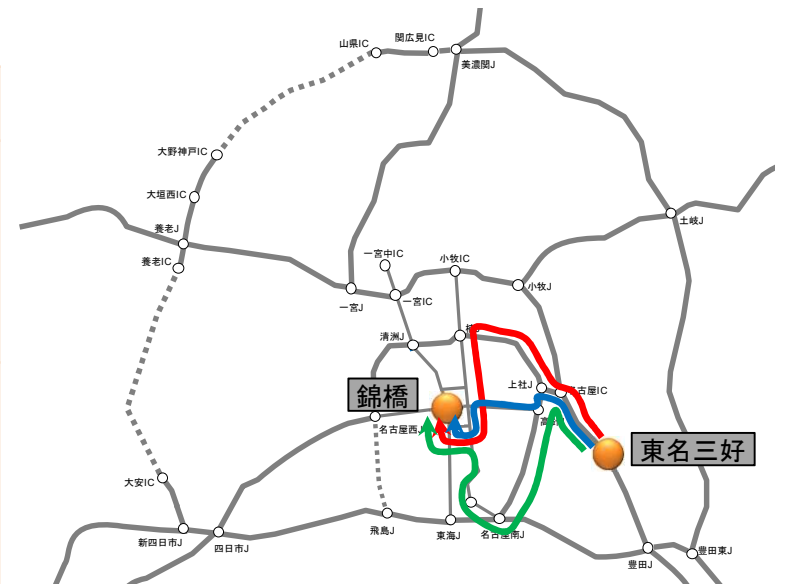 山県IC
関広見IC
美濃関J
大野神戸IC
大垣西IC
養老J
養老IC
土岐J
一宮中IC
小牧IC
小牧J
一宮J
一宮IC
清洲J
上社J
名古屋IC
錦橋
名古屋西J
東名三好
大安IC
新四日市J
四日市J
飛島J
東海J
名古屋南J
豊田J
豊田東J